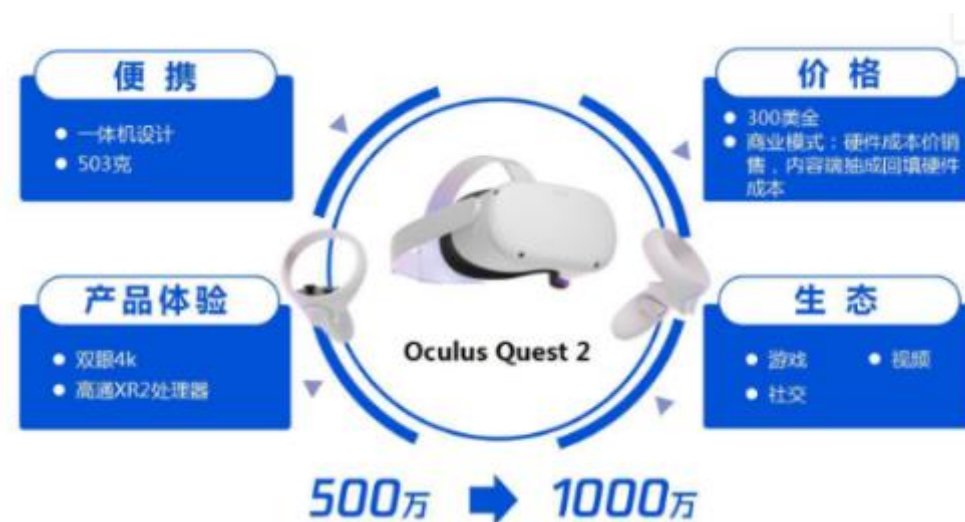 便携
一体机设计
503克
价格
300美金
商业模式：硬件成本价销
售，内容端抽成回填硬件
成本
产品体验
双眼4k
高通XR2处理器
Oculus Quest 2
生态
游戏
视频
社交
500万
1000万